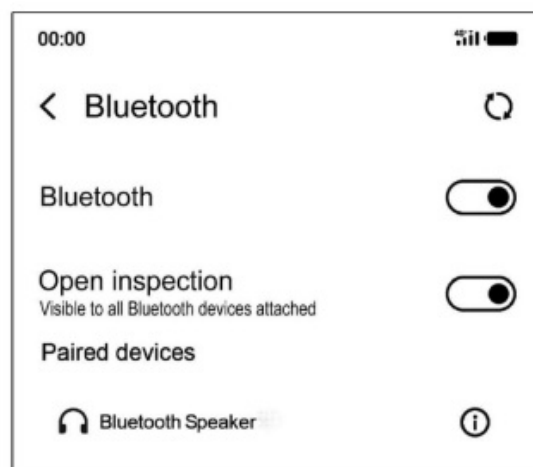 00:00
Bluetooth
Bluetooth
Open inspection
Visible to all Bluetooth devices attached
Paired devices
Bluetooth Speaker